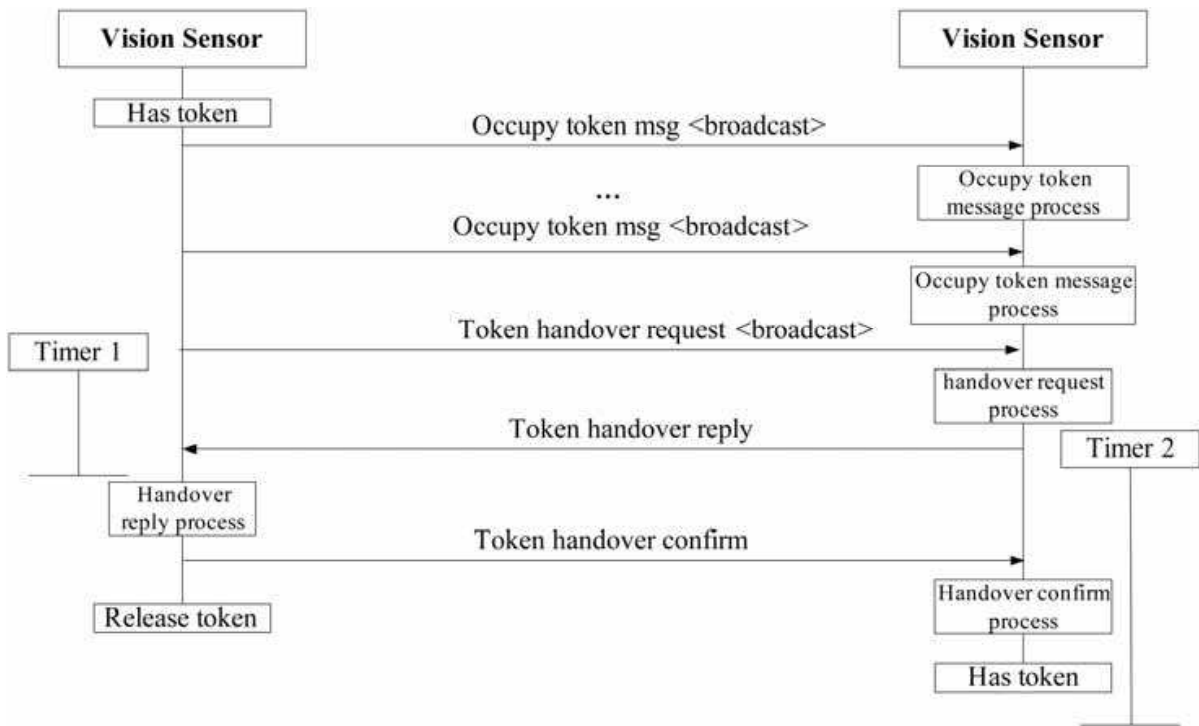 Vision Sensor
Vision Sensor
Has token
Occupy token msg <broadcast>
Occupy token
message process
...
Occupy token msg <broadcast>
Occupy token message
process
Token handover request <broadcast>
Timer 1
handover request
process
Token handover reply
Timer 2
Handover
reply process
Token handover confirm
Handover confirm
process
Release token
Has token